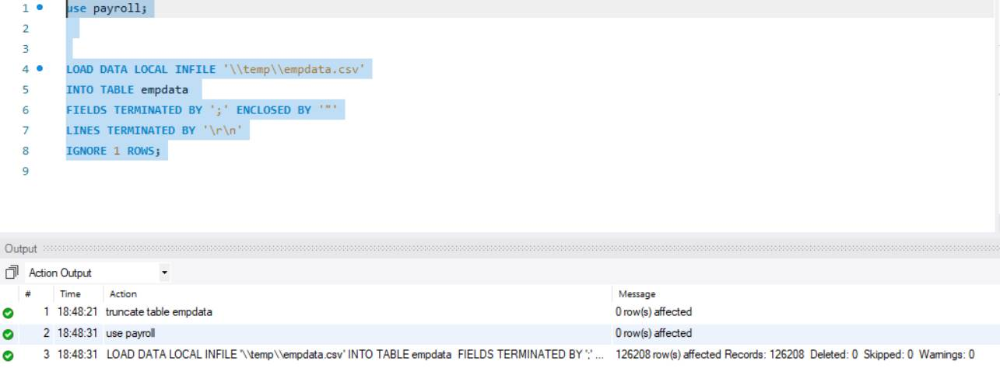 1 use payroll;
2
3
4 LOAD DATA LOCAL INFILE '\\temp\\empdata.csv'
5 INTO TABLE empdata
6 FIELDS TERMINATED BY ';' ENCLOSED BY '"'
7 LINES TERMINATED BY '\r\n'
8 IGNORE 1 ROWS;
9
Output
Action Output
# Time Action Message
1 18:48:21 truncate table empdata 0 row(s) affected
2 18:48:31 use payroll 0 row(s) affected
3 18:48:31 LOAD DATA LOCAL INFILE '\\temp\\empdata.csv' INTO TABLE empdata FIELDS TERMINATED BY ';' ... 126208 row(s) affected Records: 126208 Deleted: 0 Skipped: 0 Warnings: 0